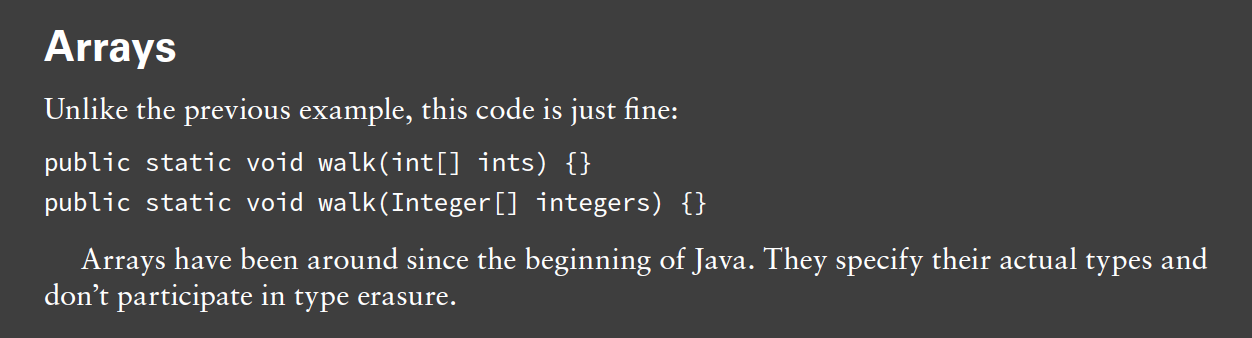 Arrays
Unlike the previous example, this code is just fine:
public static void walk(int[] ints) {}
public static void walk(Integer[] integers) {}
Arrays have been around since the beginning of Java. They specify their actual types and
don’t participate in type erasure.